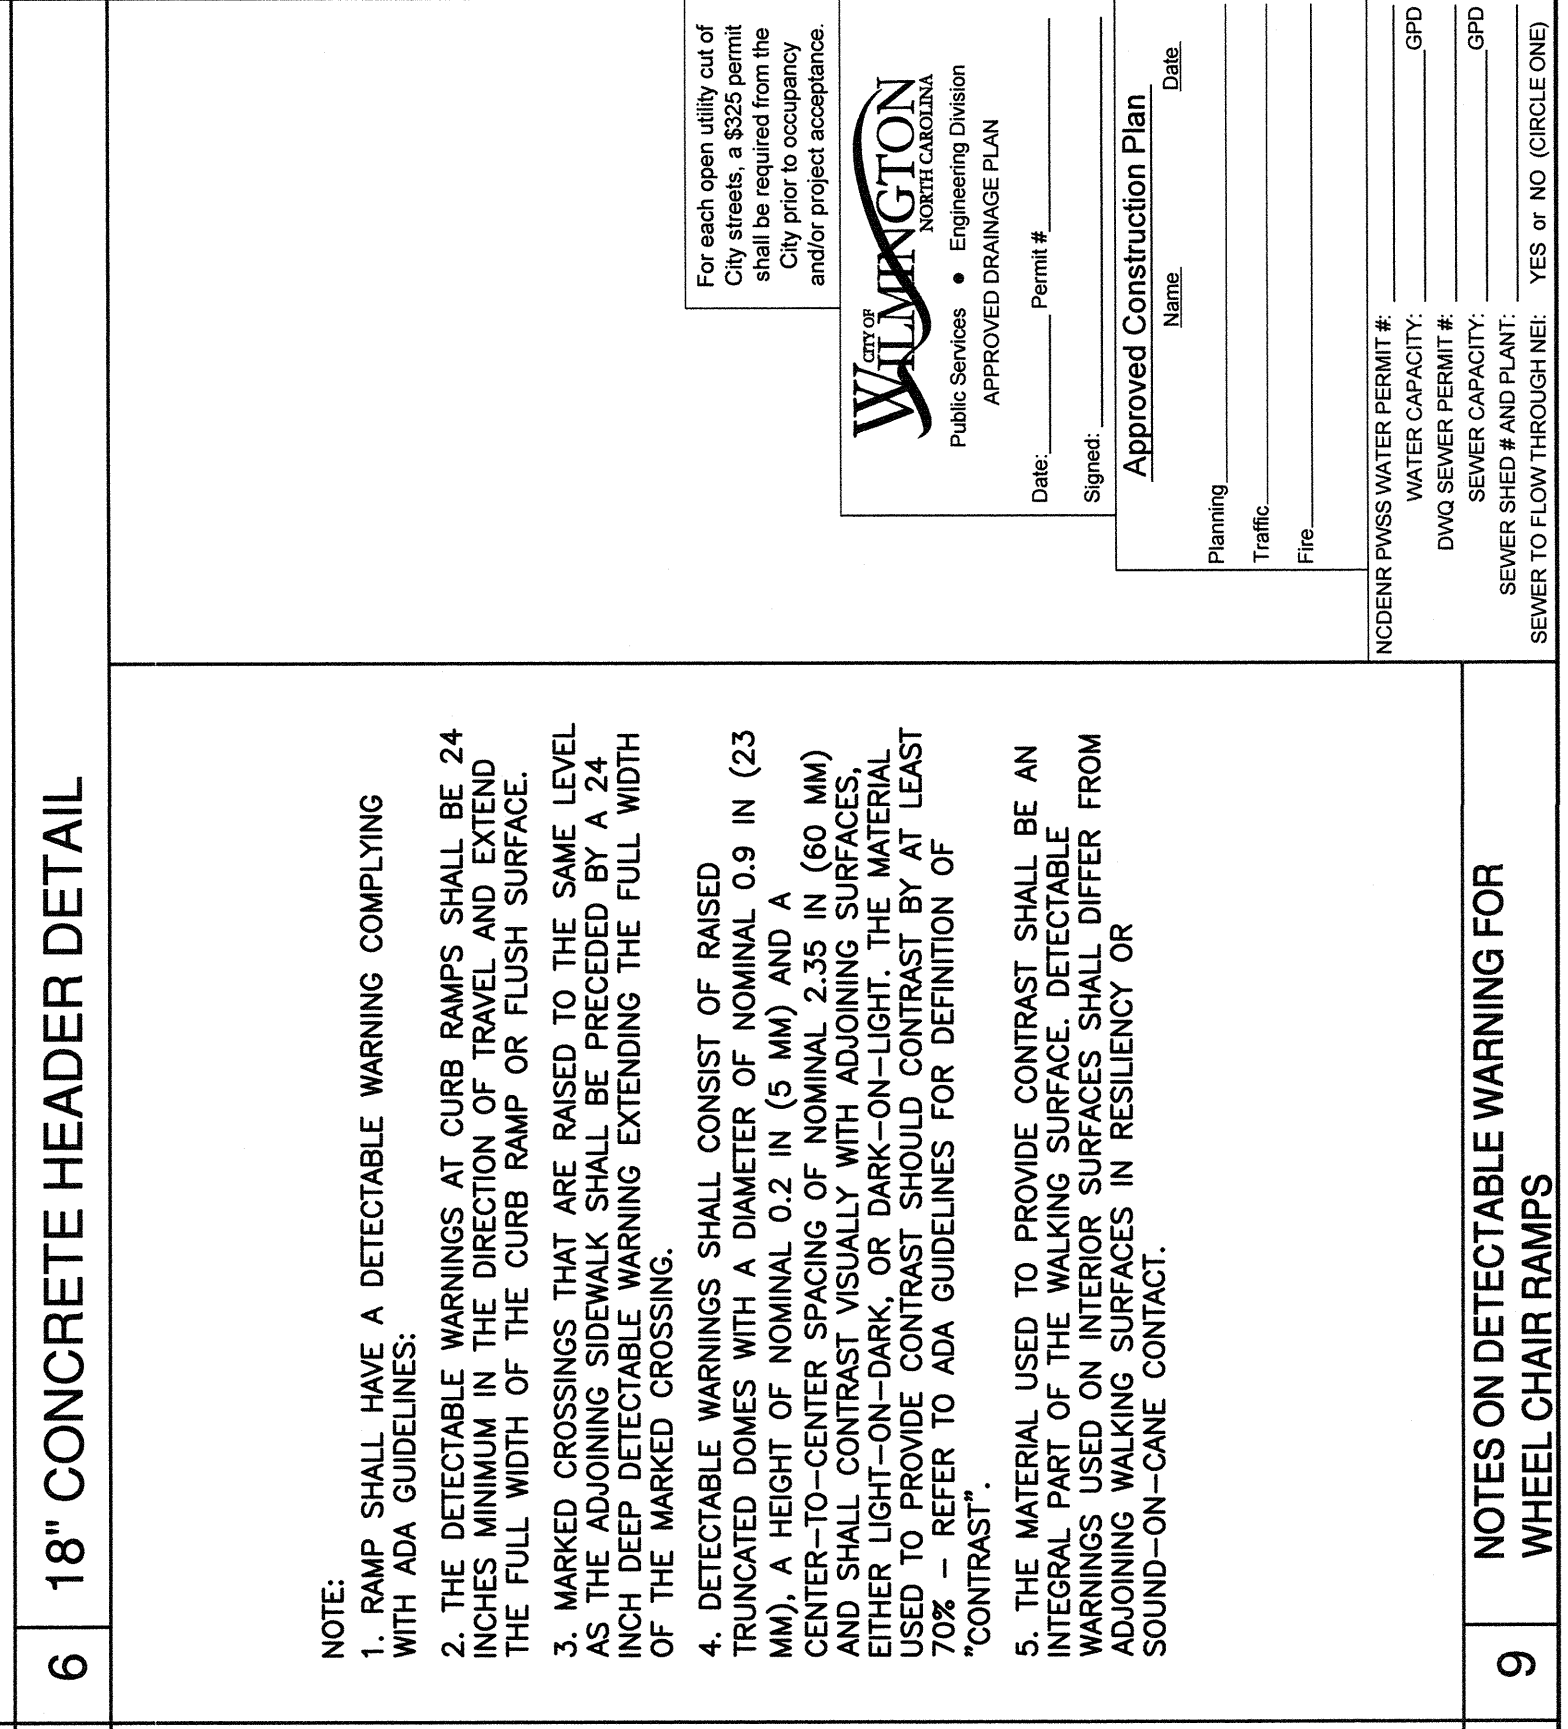 6
18" CONCRETE HEADER DETAIL
NOTE:
1. RAMP SHALL HAVE A DETECTABLE WARNING COMPLYING
WITH ADA GUIDELINES:
2. THE DETECTABLE WARNINGS AT CURB RAMPS SHALL BE 24
INCHES MINIMUM IN THE DIRECTION OF TRAVEL AND EXTEND
THE FULL WIDTH OF THE CURB RAMP OR FLUSH SURFACE.
3. MARKED CROSSINGS THAT ARE RAISED TO THE SAME LEVEL
AS THE ADJOINING SIDEWALK SHALL BE PRECEDED BY A 24
INCH DEEP DETECTABLE WARNING EXTENDING THE FULL WIDTH
OF THE MARKED CROSSING.
4. DETECTABLE WARNINGS SHALL CONSIST OF RAISED
TRUNCATED DOMES WITH A DIAMETER OF NOMINAL 0.9 IN (23
MM), A HEIGHT OF NOMINAL 0.2 IN (5 MM) AND A
CENTER-TO-CENTER SPACING OF NOMINAL 2.35 IN (60 MM)
AND SHALL CONTRAST VISUALLY WITH ADJOINING SURFACES,
EITHER LIGHT-ON-DARK, OR DARK-ON-LIGHT. THE MATERIAL
USED TO PROVIDE CONTRAST SHOULD CONTRAST BY AT LEAST
70% - REFER TO ADA GUIDELINES FOR DEFINITION OF
"CONTRAST".
5. THE MATERIAL USED TO PROVIDE CONTRAST SHALL BE AN
INTEGRAL PART OF THE WALKING SURFACE. DETECTABLE
WARNINGS USED ON INTERIOR SURFACES SHALL DIFFER FROM
ADJOINING WALKING SURFACES IN RESILIENCY OR
SOUND-ON-CANE CONTACT.
9
NOTES ON DETECTABLE WARNING FOR
WHEEL CHAIR RAMPS
For each open utility cut of
City streets, a $325 permit
shall be required from the
City prior to occupancy
and/or project acceptance.
CITY OF
WILMINGTON
NORTH CAROLINA
Public Services • Engineering Division
APPROVED DRAINAGE PLAN
Date: Permit #
Signed:
Approved Construction Plan
Name Date
Planning
Traffic
Fire
NCDENR PWSS WATER PERMIT #:
WATER CAPACITY: GPD
DWQ SEWER PERMIT #:
SEWER CAPACITY: GPD
SEWER SHED # AND PLANT:
SEWER TO FLOW THROUGH NEI: YES or NO (CIRCLE ONE)